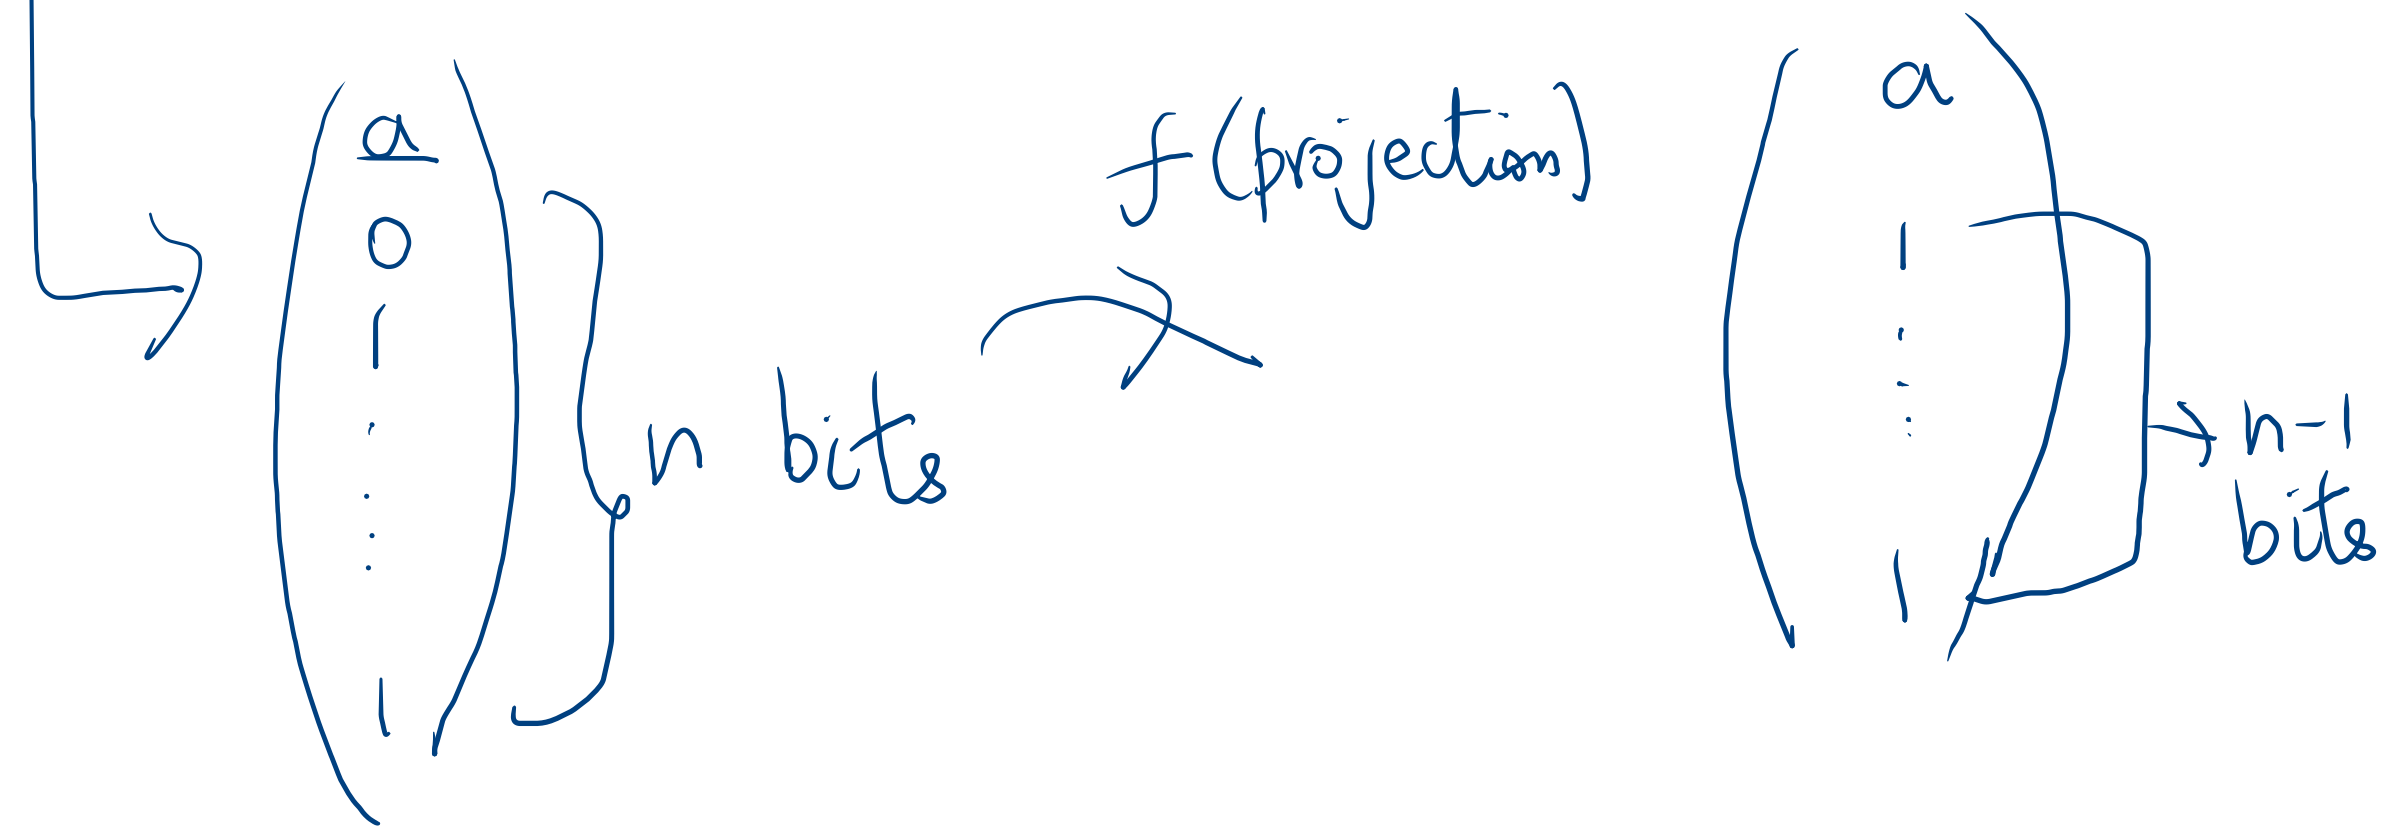 a
0
1
.
.
.
.
1
n bits
f (projection)
a
1
.
.
.
1
n-1
bits